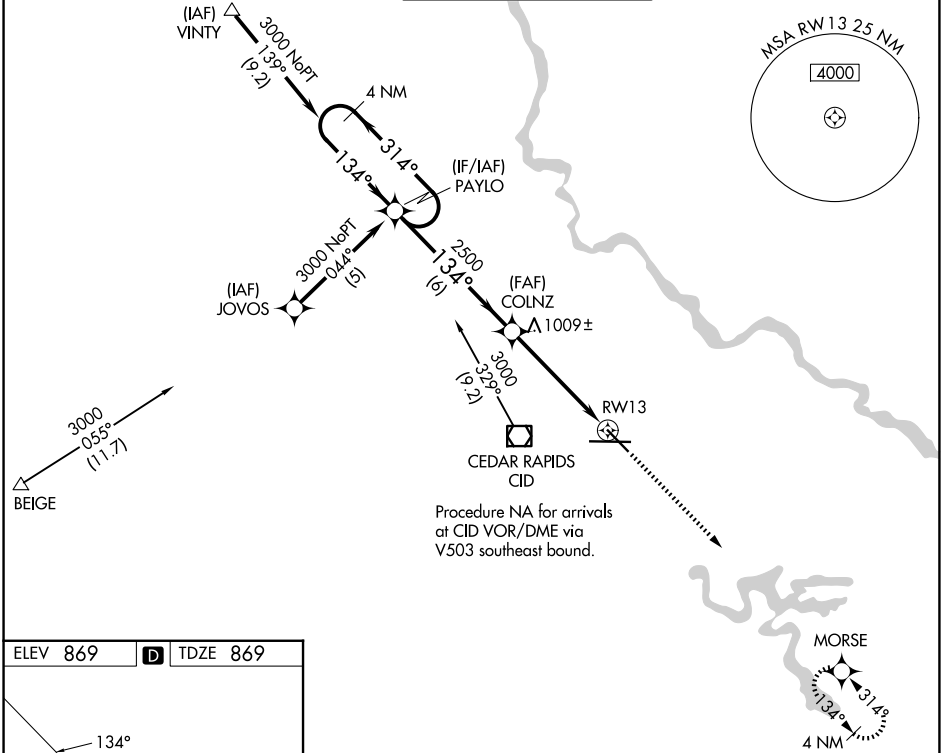 (IAF)
VINTY
3000 NoPT
139°
(9.2)
4 NM
314°
134°
(IF/IAF)
PAYLO
MSA RW13 25 NM
4000
3000 NoPT
044°
(5)
(IAF)
JOVOS
2500
134°
(6)
(FAF)
COLNZ
1009±
3000
329°
(9.2)
RW13
3000
055°
(11.7)
BEIGE
CEDAR RAPIDS
CID
Procedure NA for arrivals
at CID VOR/DME via
V503 southeast bound.
ELEV 869 D TDZE 869
134°
MORSE
134°
314°
4 NM